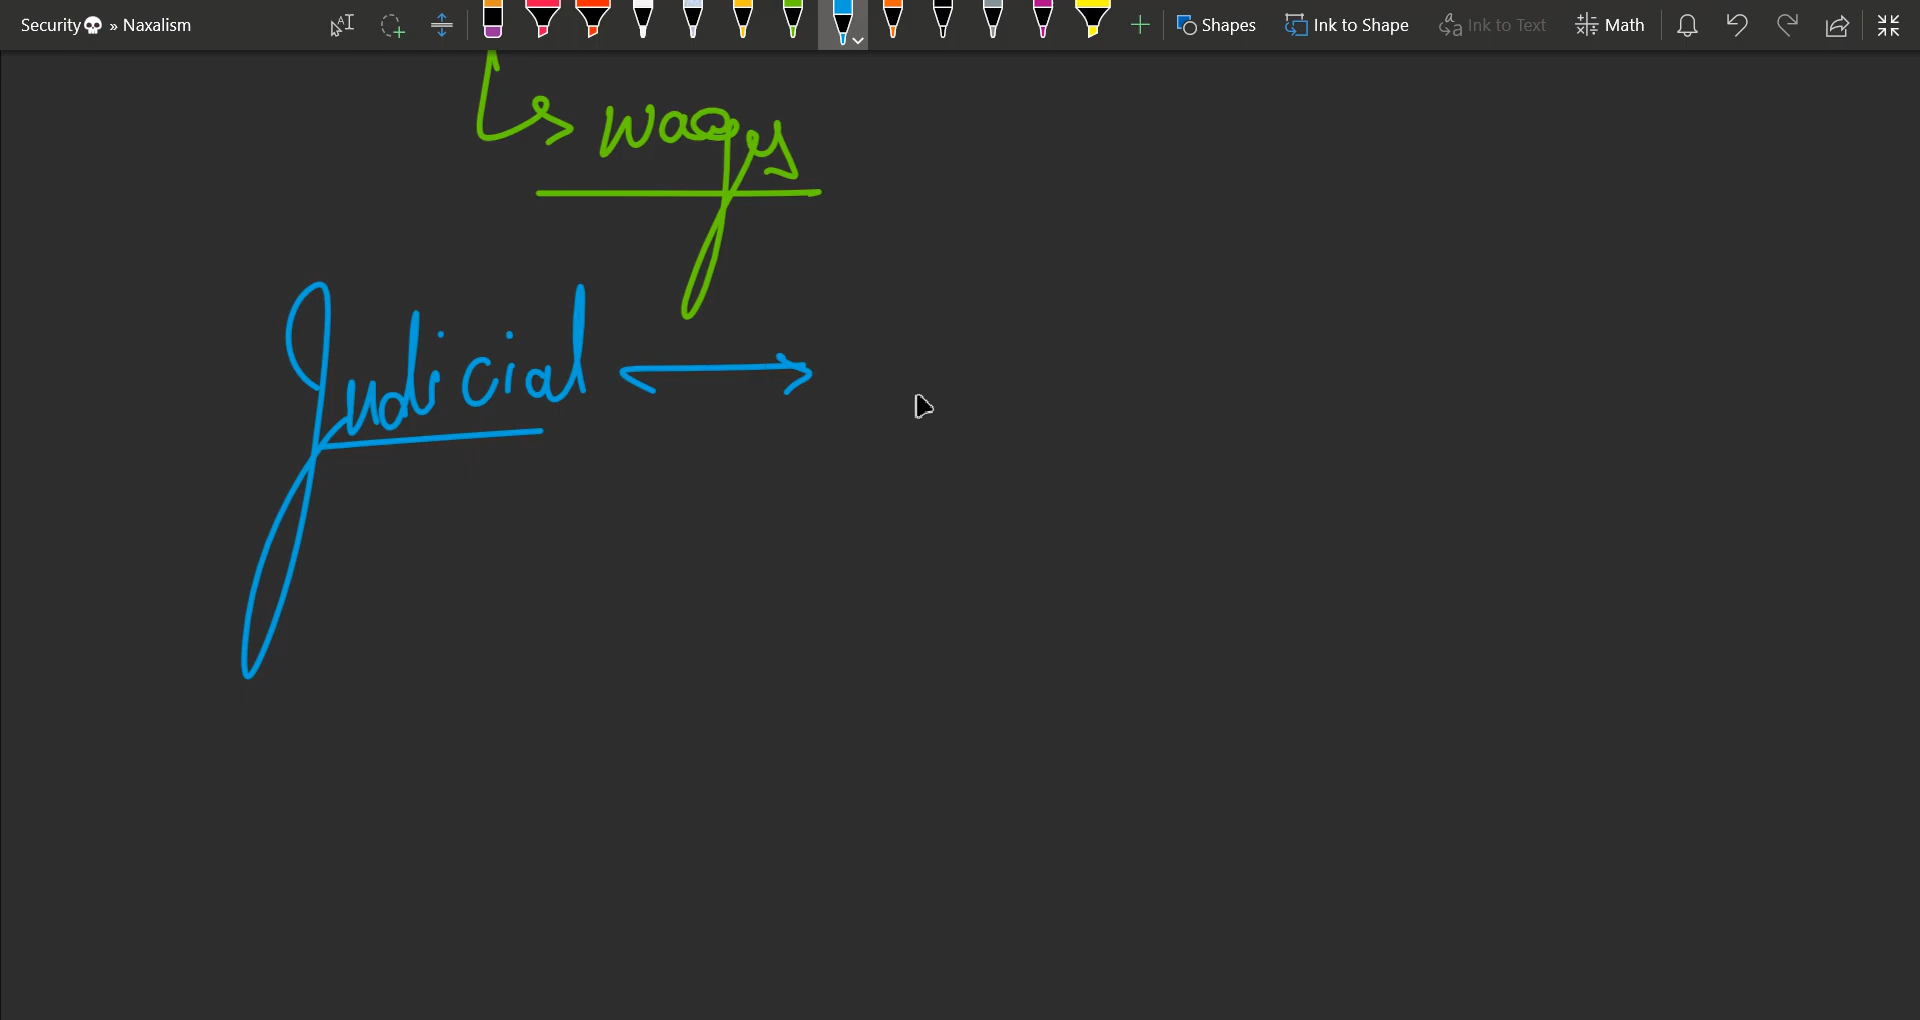 Security💀 » Naxalism Shapes Ink to Shape Ink to Text Math
wages
Judicial